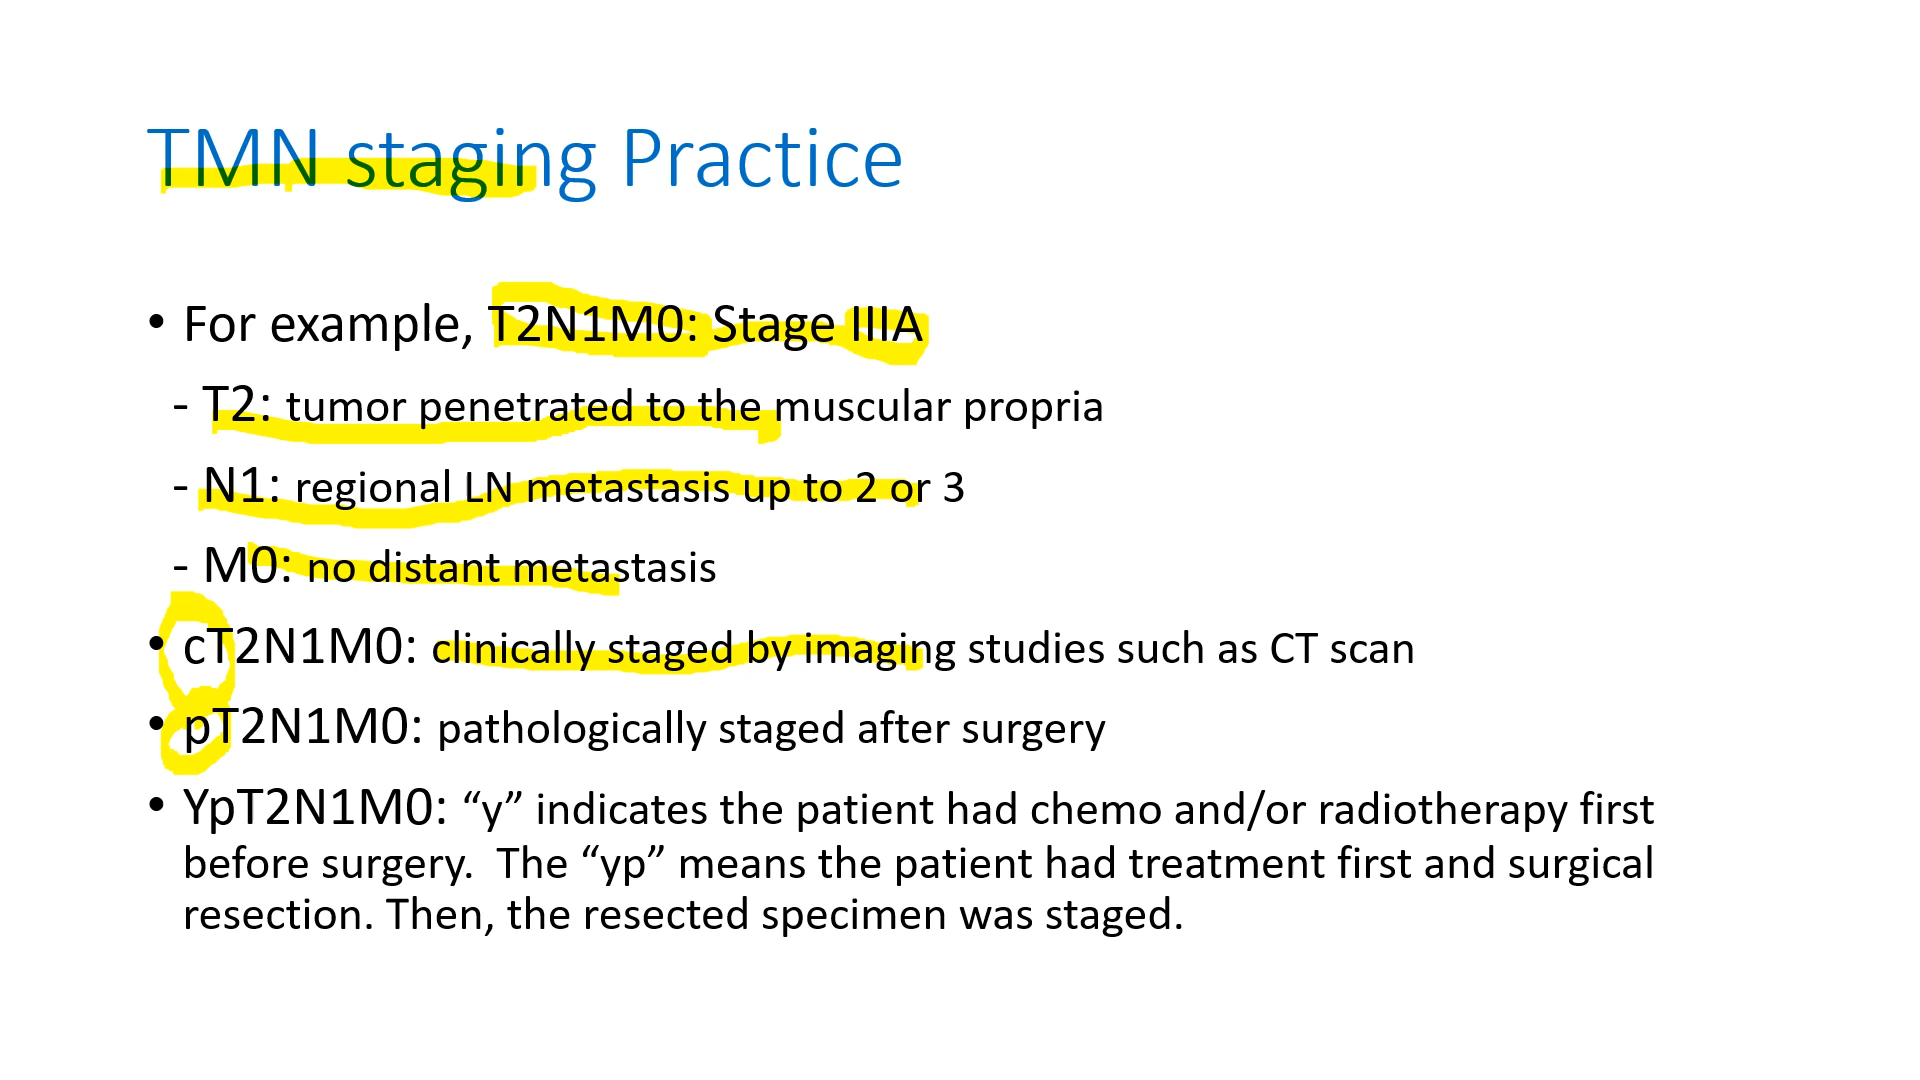 TMN staging Practice
• For example, T2N1M0: Stage IIIA
- T2: tumor penetrated to the muscular propria
- N1: regional LN metastasis up to 2 or 3
- M0: no distant metastasis
• cT2N1M0: clinically staged by imaging studies such as CT scan
• pT2N1M0: pathologically staged after surgery
• YpT2N1M0: “y” indicates the patient had chemo and/or radiotherapy first
before surgery.  The “yp” means the patient had treatment first and surgical
resection. Then, the resected specimen was staged.